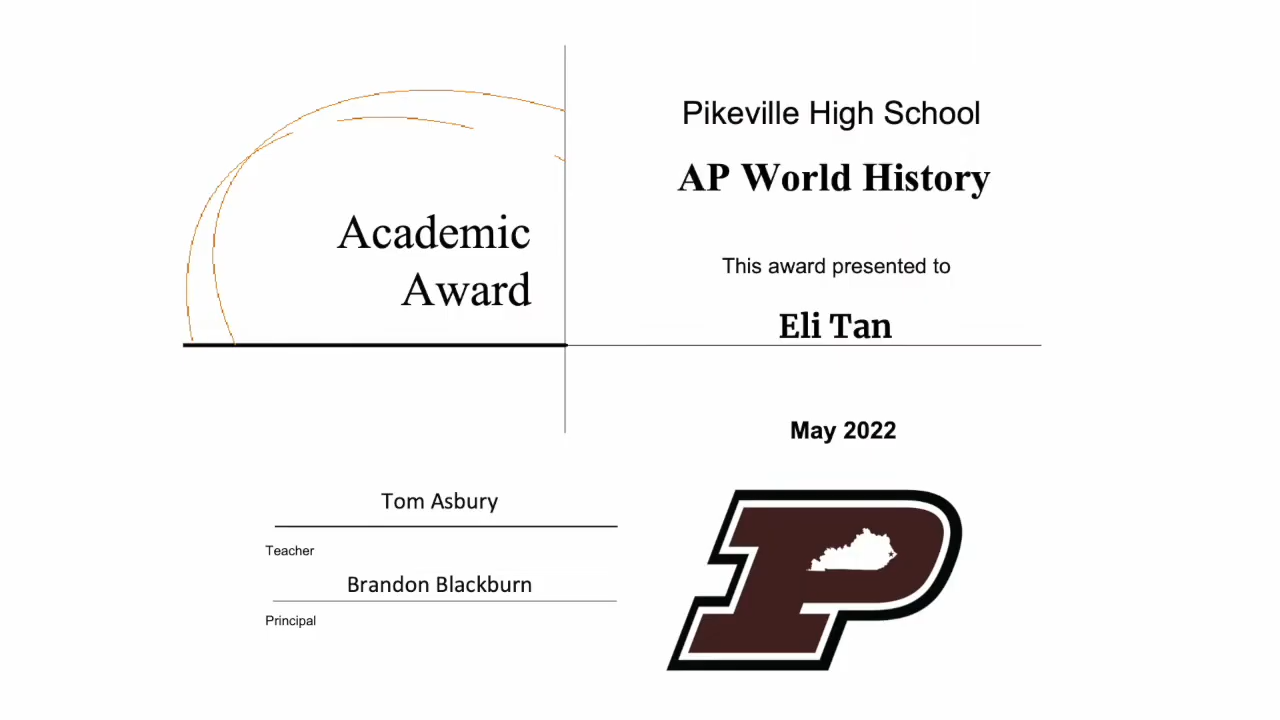 Academic
Award
Pikeville High School
AP World History
This award presented to
Eli Tan
May 2022
Tom Asbury
Teacher
Brandon Blackburn
Principal
P